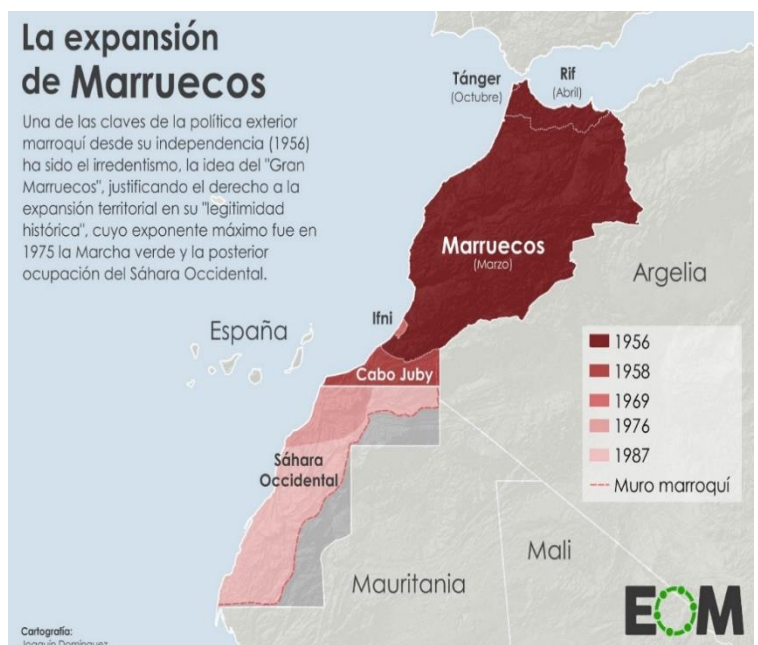 La expansión
de Marruecos
Una de las claves de la política exterior
marroquí desde su independencia (1956)
ha sido el irredentismo, la idea del "Gran
Marruecos", justificando el derecho a la
expansión territorial en su "legitimidad
histórica", cuyo exponente máximo fue en
1975 la Marcha verde y la posterior
ocupación del Sáhara Occidental.
Tánger
(Octubre)
Rif
(Abril)
Marruecos
(Marzo)
Argelia
Ifni
España
Cabo Juby
1956
1958
1969
1976
1987
Muro marroquí
Sáhara
Occidental
Mali
Mauritania
EOM
Cartografía:
Joaquín Domínguez